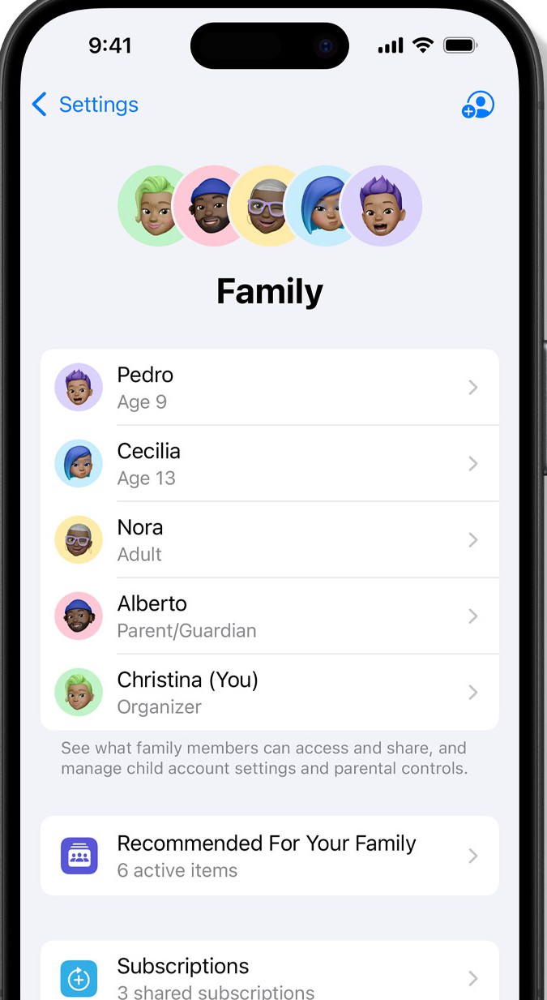 9:41
Settings
Family
Pedro
Age 9
Cecilia
Age 13
Nora
Adult
Alberto
Parent/Guardian
Christina (You)
Organizer
See what family members can access and share, and
manage child account settings and parental controls.
Recommended For Your Family
6 active items
Subscriptions
3 shared subscriptions